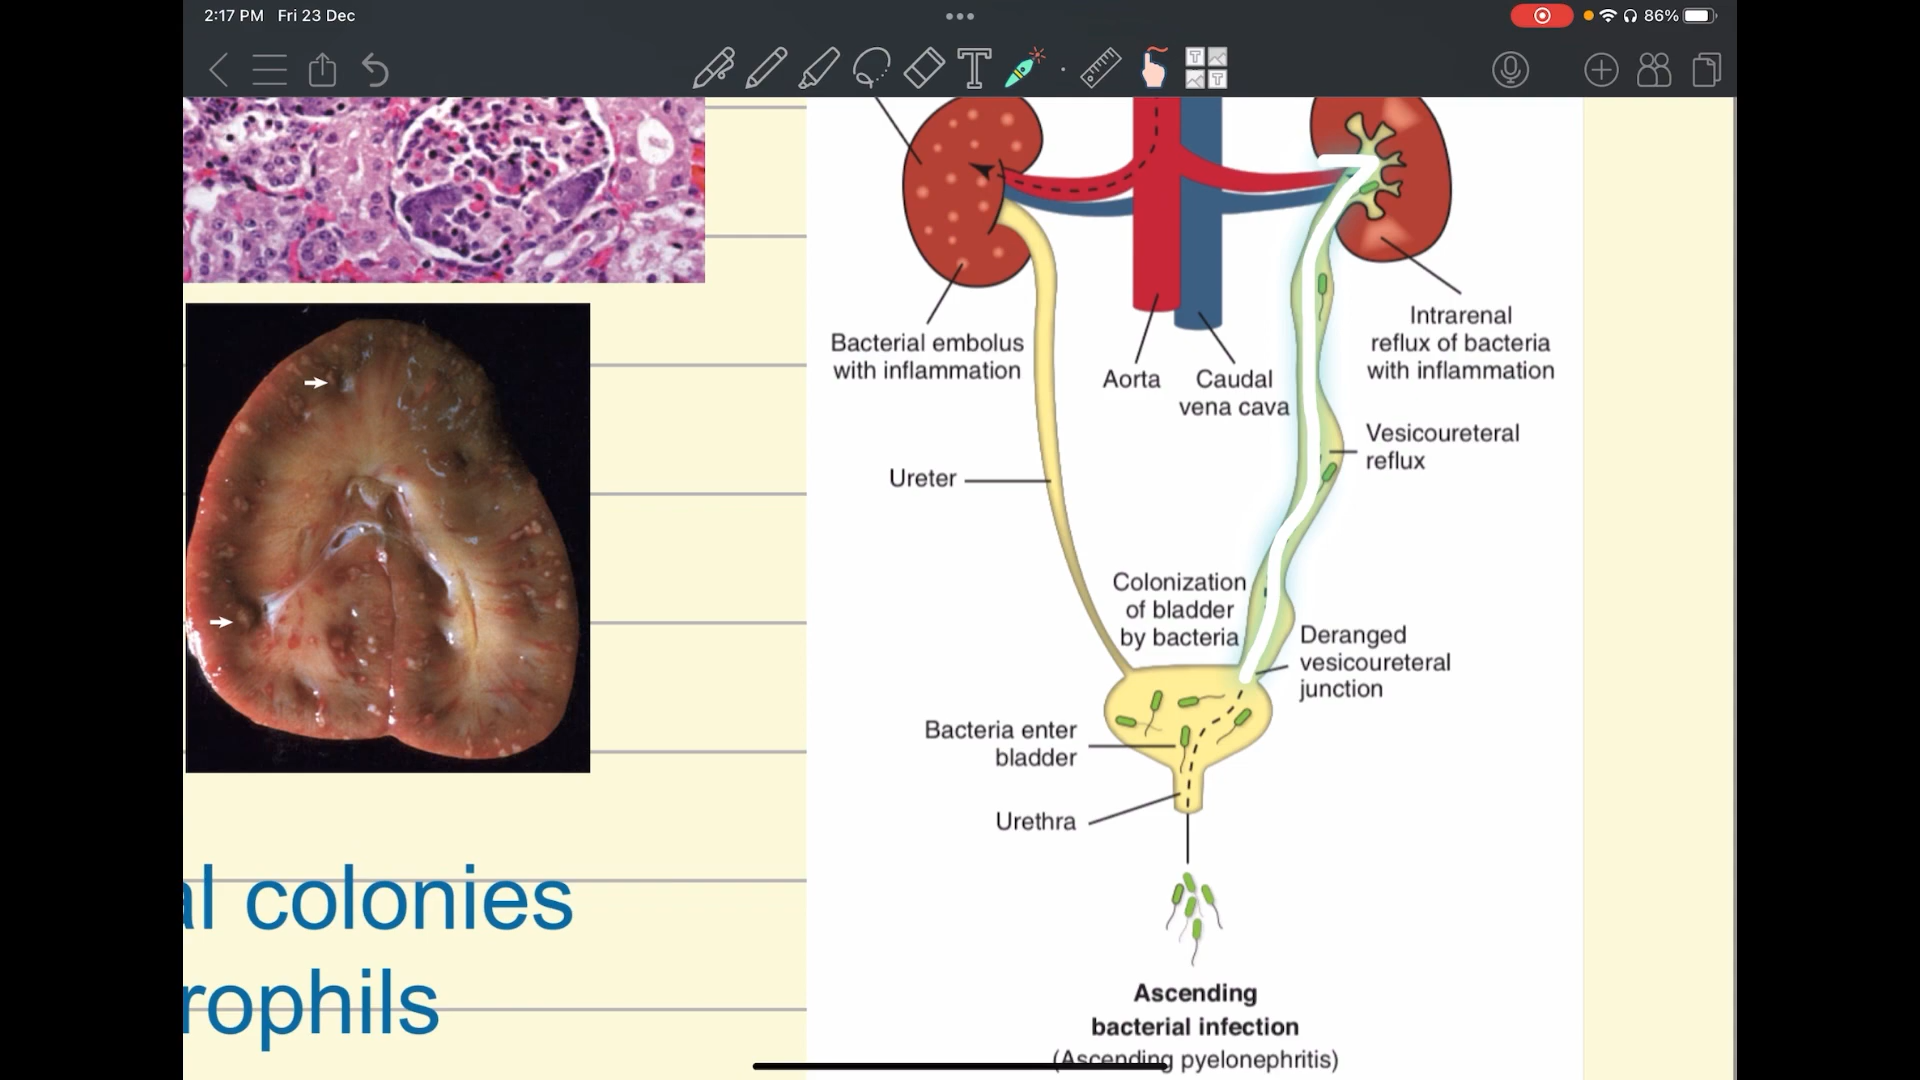 2:17 PM Fri 23 Dec
86%
Bacterial embolus
with inflammation
Aorta
Caudal
vena cava
Intrarenal
reflux of bacteria
with inflammation
Vesicoureteral
reflux
Ureter
Colonization
of bladder
by bacteria
Deranged
vesicoureteral
junction
Bacteria enter
bladder
Urethra
al colonies
rophils
Ascending
bacterial infection
(Ascending pyelonephritis)